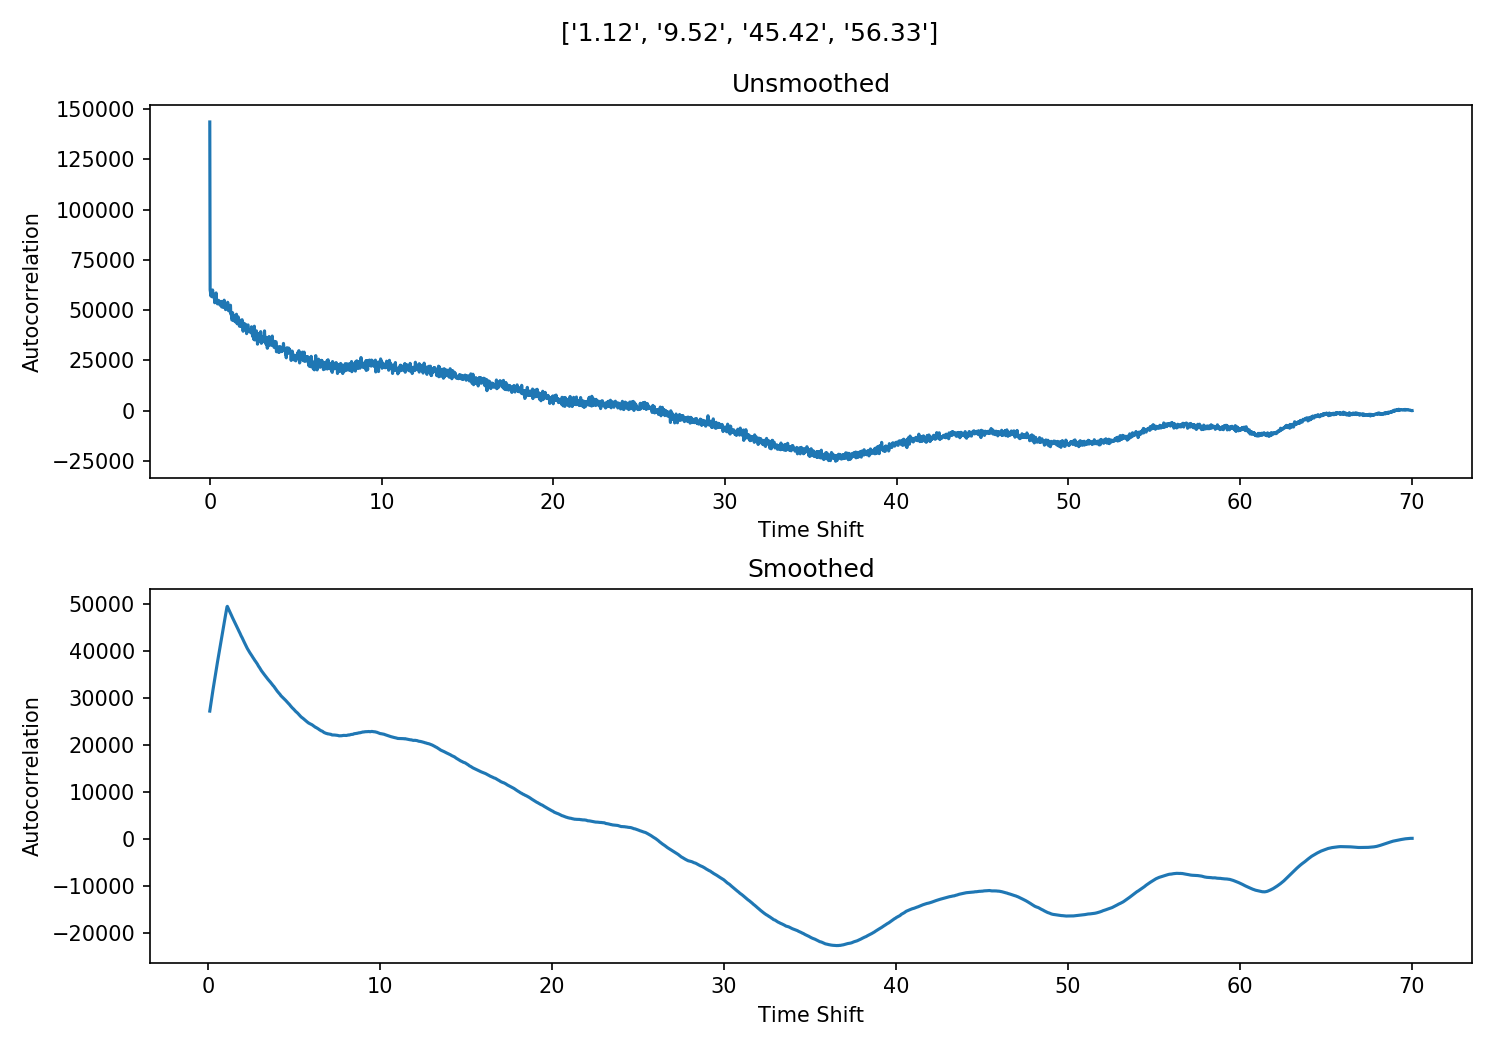 ['1.12', '9.52', '45.42', '56.33']
Unsmoothed
150000
125000
100000
75000
50000
25000
0
−25000
Autocorrelation
0 10 20 30 40 50 60 70
Time Shift
Smoothed
50000
40000
30000
20000
10000
0
−10000
−20000
Autocorrelation
0 10 20 30 40 50 60 70
Time Shift